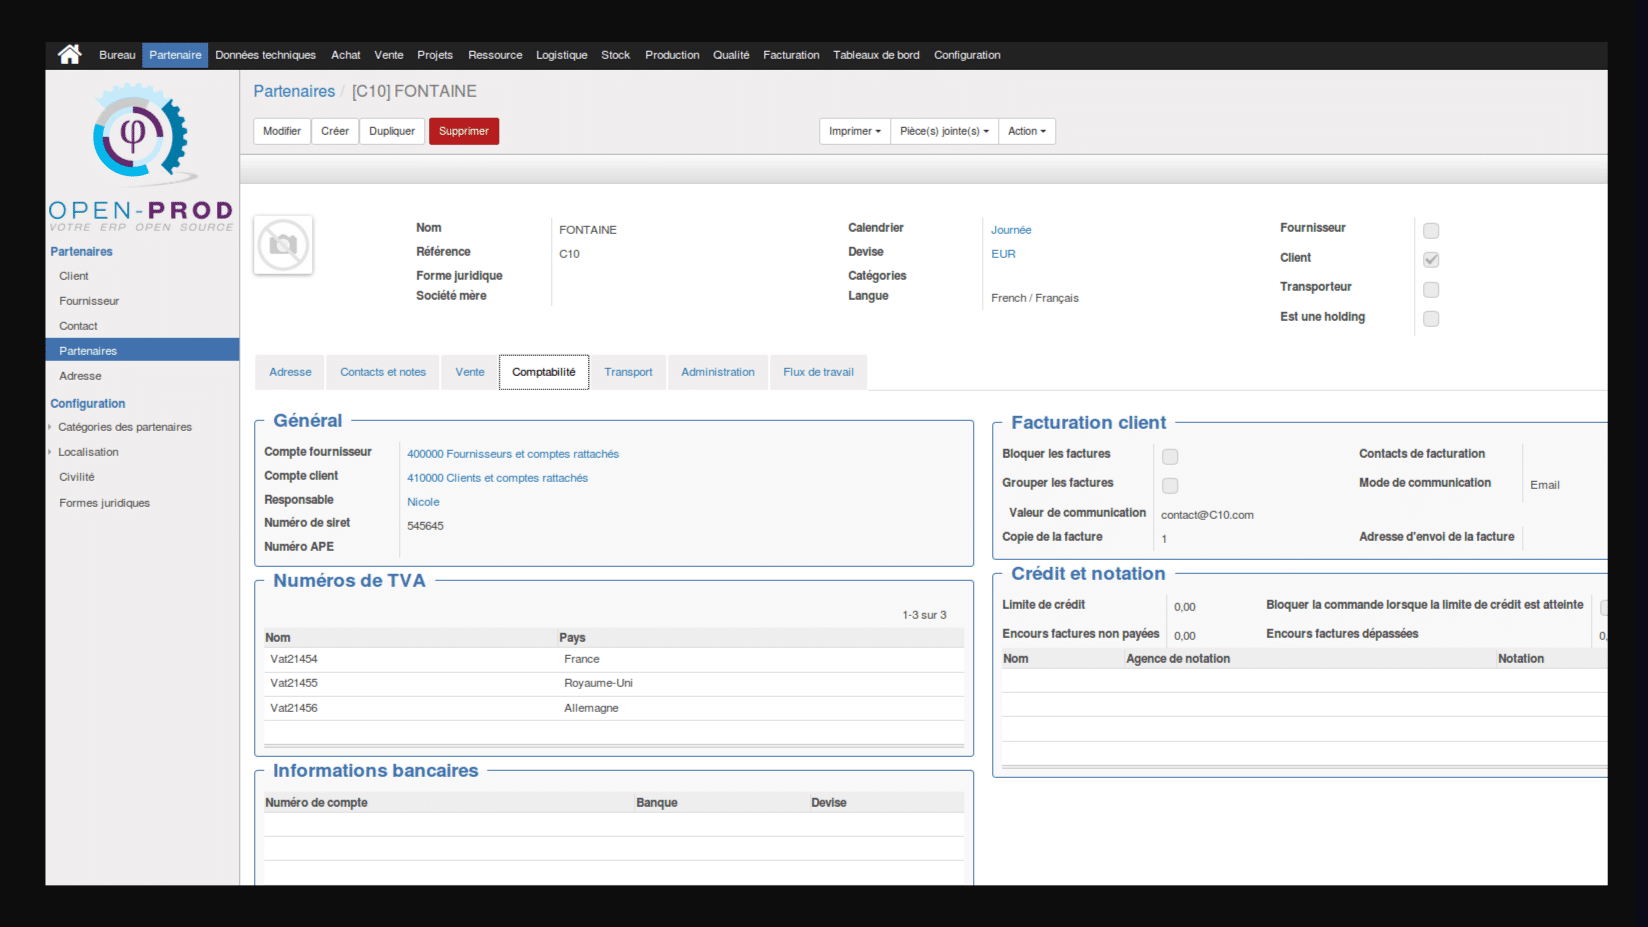 Bureau Partenaire Données techniques Achat Vente Projets Ressource Logistique Stock Production Qualité Facturation Tableaux de bord Configuration
Partenaires / [C10] FONTAINE
Modifier Créer Dupliquer Supprimer Imprimer Pièce(s) jointe(s) Action
φ
OPEN-PROD
VOTRE ERP OPEN SOURCE
Partenaires
Client
Fournisseur
Contact
Partenaires
Adresse
Configuration
Catégories des partenaires
Localisation
Civilité
Formes juridiques
Nom FONTAINE
Référence C10
Forme juridique
Société mère
Calendrier Journée
Devise EUR
Catégories
Langue French / Français
Fournisseur
Client
Transporteur
Est une holding
Adresse Contacts et notes Vente Comptabilité Transport Administration Flux de travail
Général
Compte fournisseur 400000 Fournisseurs et comptes rattachés
Compte client 410000 Clients et comptes rattachés
Responsable Nicole
Numéro de siret 545645
Numéro APE
Numéros de TVA
1-3 sur 3
Nom Pays
Vat21454 France
Vat21455 Royaume-Uni
Vat21456 Allemagne
Informations bancaires
Numéro de compte Banque Devise
Facturation client
Bloquer les factures Contacts de facturation
Grouper les factures Mode de communication Email
Valeur de communication contact@C10.com
Copie de la facture 1 Adresse d'envoi de la facture
Crédit et notation
Limite de crédit 0,00 Bloquer la commande lorsque la limite de crédit est atteinte
Encours factures non payées 0,00 Encours factures dépassées 0,
Nom Agence de notation Notation